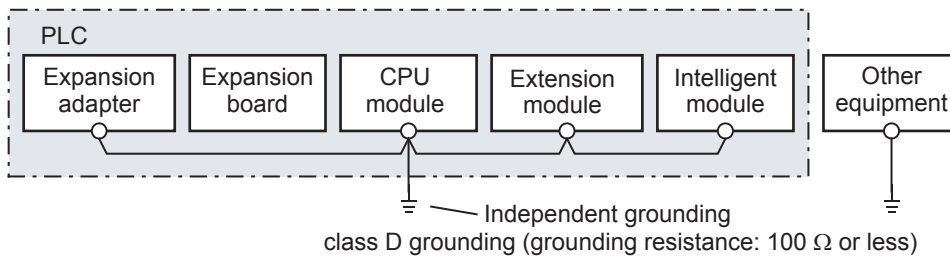 PLC
Expansion
adapter
Expansion
board
CPU
module
Extension
module
Intelligent
module
Other
equipment
Independent grounding
class D grounding (grounding resistance: 100 Ω or less)